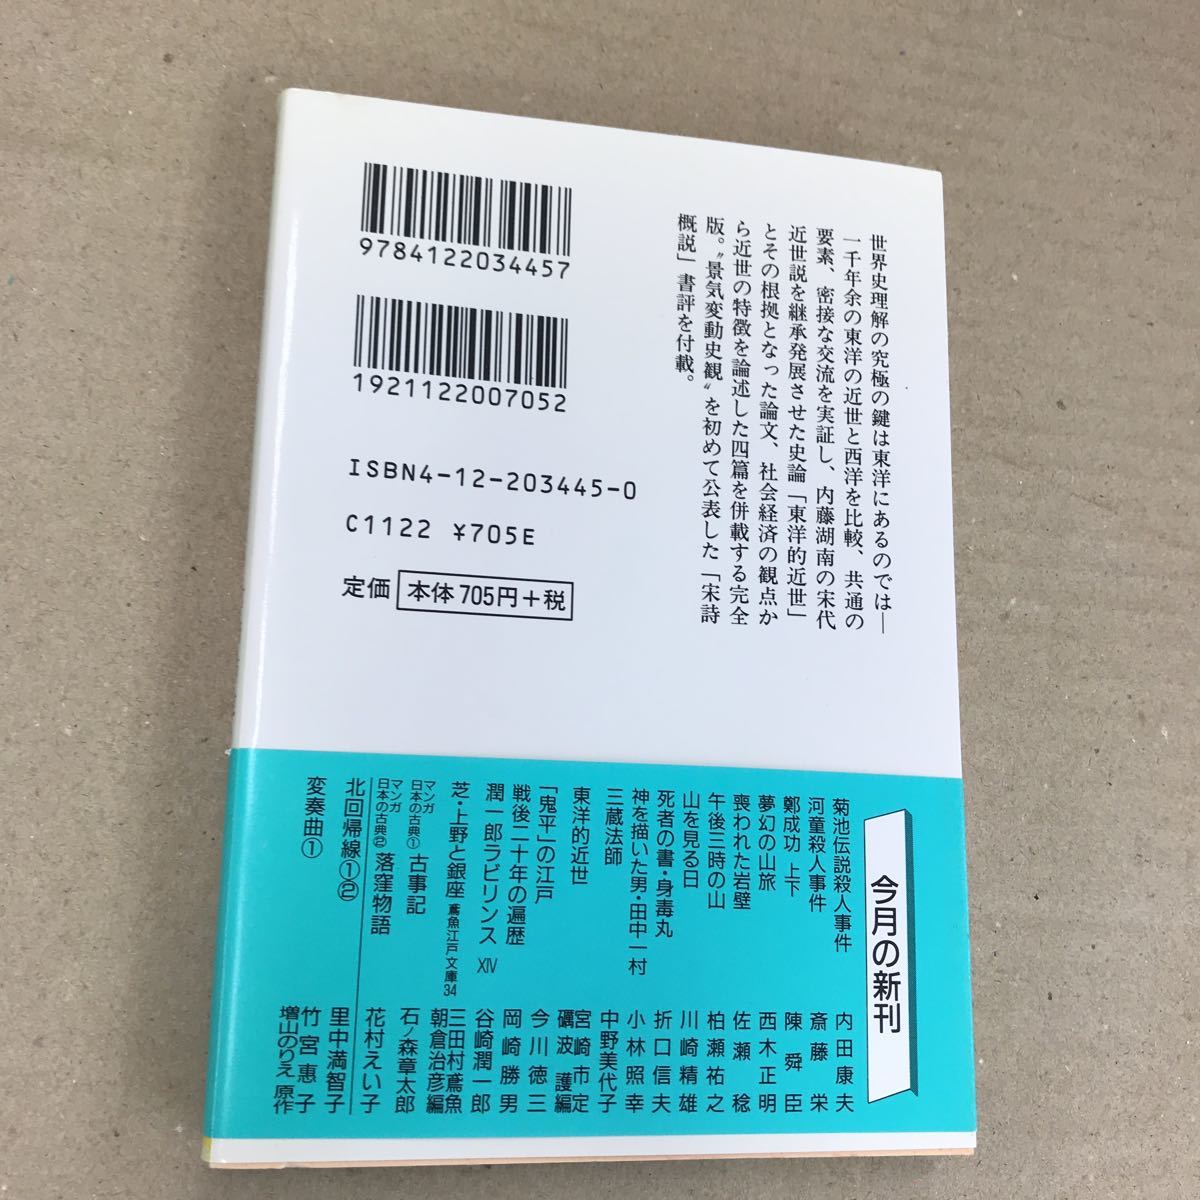 世界史理解の究極の鍵は東洋にあるのでは―
一千年余の東洋の近世と西洋を比較、共通の
要素、密接な交流を実証し、内藤湖南の宋代
近世説を継承発展させた史論「東洋的近世」
とその根拠となった論文、社会経済の観点か
ら近世の特徴を論述した四篇を併載する完全
版。〝景気変動史観〟を初めて公表した「宋詩
概説」書評を付載。
9784122034457
1921122007052
ISBN4-12-203445-0
C1122 ¥705E
定価 本体705円+税
今月の新刊
菊池伝説殺人事件 内田康夫
河童殺人事件 斎藤栄
鄭成功 上下 陳舜臣
夢幻の山旅 西木正明
喪われた岩壁 佐瀬稔
午後三時の山 柏瀬祐之
山を見る日 川崎精雄
死者の書・身毒丸 折口信夫
神を描いた男・田中一村 小林照幸
三蔵法師 中野美代子
東洋的近世 宮崎市定 礪波護編
「鬼平」の江戸 今川徳三
戦後二十年の遍歴 岡崎勝男
潤一郎ラビリンス XIV 谷崎潤一郎
芝・上野と銀座 鳶魚江戸文庫34 三田村鳶魚 朝倉治彦編
マンガ日本の古典① 古事記 石ノ森章太郎
マンガ日本の古典② 落窪物語 花村えい子
北回帰線①② 里中満智子
変奏曲① 竹宮惠子 増山のりえ 原作